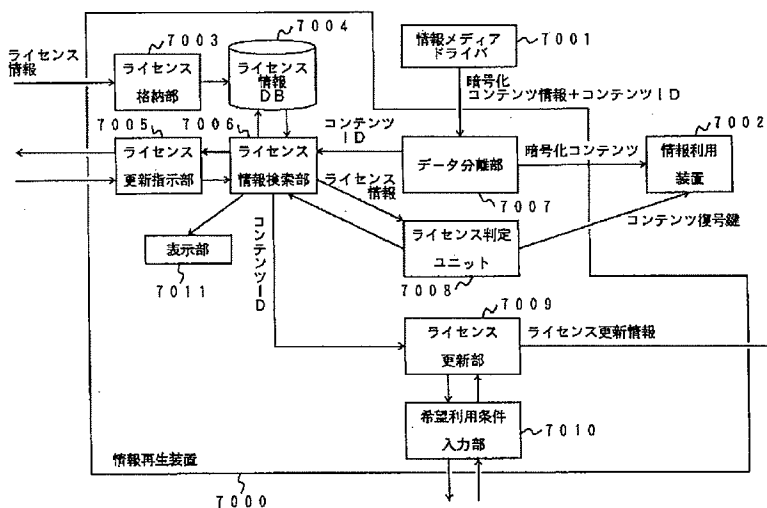 ライセンス
情報
7003
ライセンス
格納部
7004
ライセンス
情報
DB
情報メディア
ドライバ
7001
暗号化
コンテンツ情報+コンテンツID
7005
ライセンス
更新指示部
7006
ライセンス
情報検索部
コンテンツ
ID
データ分離部
7007
暗号化コンテンツ
7002
情報利用
装置
ライセンス
情報
ライセンス判定
ユニット
7008
コンテンツ復号鍵
表示部
7011
コンテンツID
7009
ライセンス
更新部
ライセンス更新情報
希望利用条件
入力部
7010
情報再生装置
7000